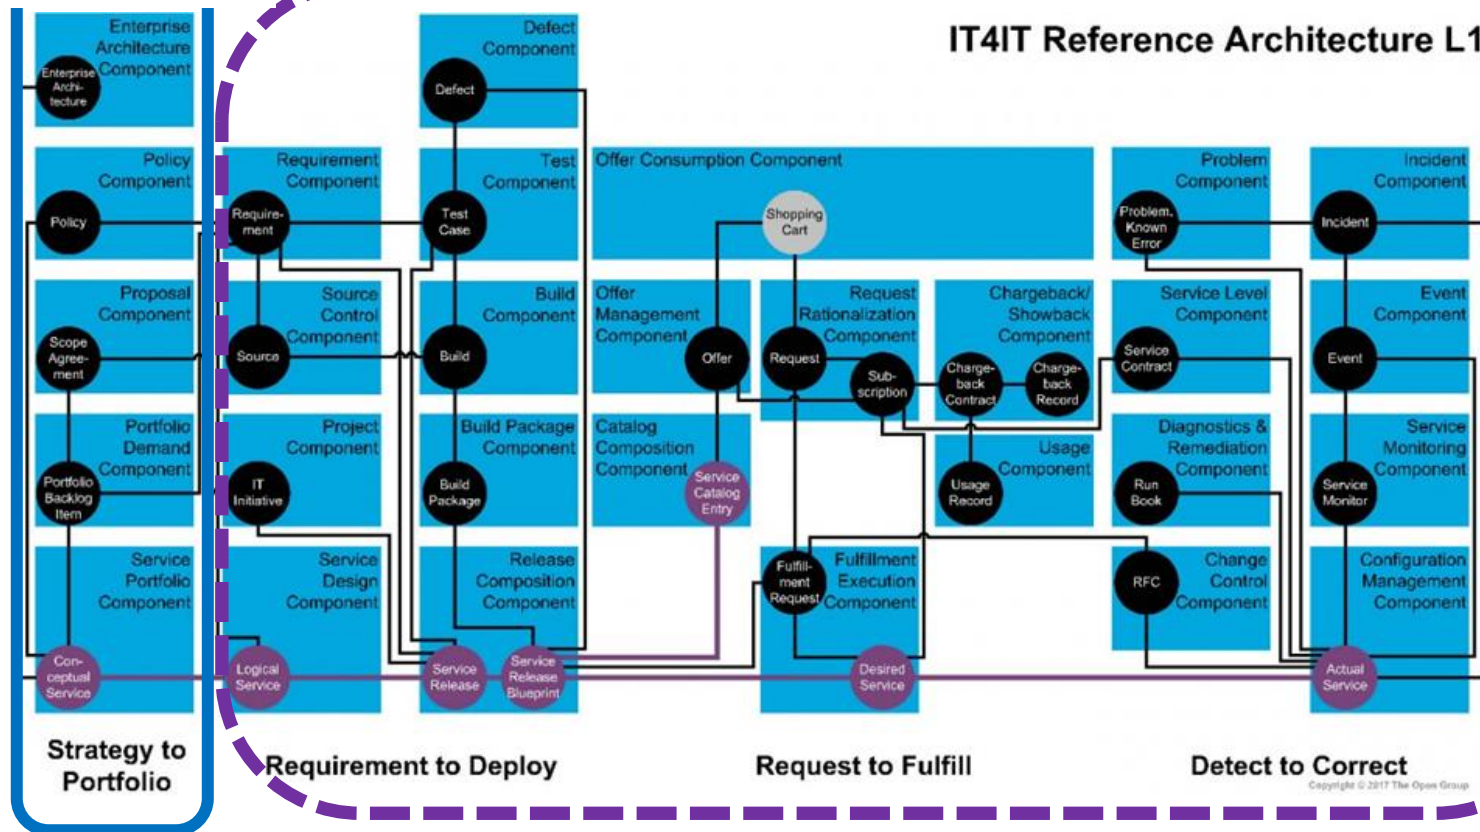 IT4IT Reference Architecture L1
Enterprise
Architecture
Component
Enterprise
Archi-
tecture
Policy
Component
Policy
Proposal
Component
Scope
Agree-
ment
Portfolio
Demand
Component
Portfolio
Backlog
Item
Service
Portfolio
Component
Con-
ceptual
Service
Strategy to
Portfolio
Requirement
Component
Require-
ment
Source
Control
Component
Source
Project
Component
IT
Initiative
Service
Design
Component
Logical
Service
Defect
Component
Defect
Test
Component
Test
Case
Build
Component
Build
Build Package
Component
Build
Package
Release
Composition
Component
Service
Release
Service
Release
Blueprint
Requirement to Deploy
Offer Consumption Component
Shopping
Cart
Offer
Management
Component
Offer
Catalog
Composition
Component
Service
Catalog
Entry
Request
Rationalization
Component
Request
Sub-
scription
Chargeback/
Showback
Component
Charge-
back
Contract
Charge-
back
Record
Usage
Component
Usage
Record
Fulfillment
Execution
Component
Fulfill-
ment
Request
Desired
Service
Request to Fulfill
Problem
Component
Problem.
Known
Error
Service Level
Component
Service
Contract
Diagnostics &
Remediation
Component
Run
Book
Change
Control
Component
RFC
Incident
Component
Incident
Event
Component
Event
Service
Monitoring
Component
Service
Monitor
Configuration
Management
Component
Actual
Service
Detect to Correct
Copyright © 2017 The Open Group